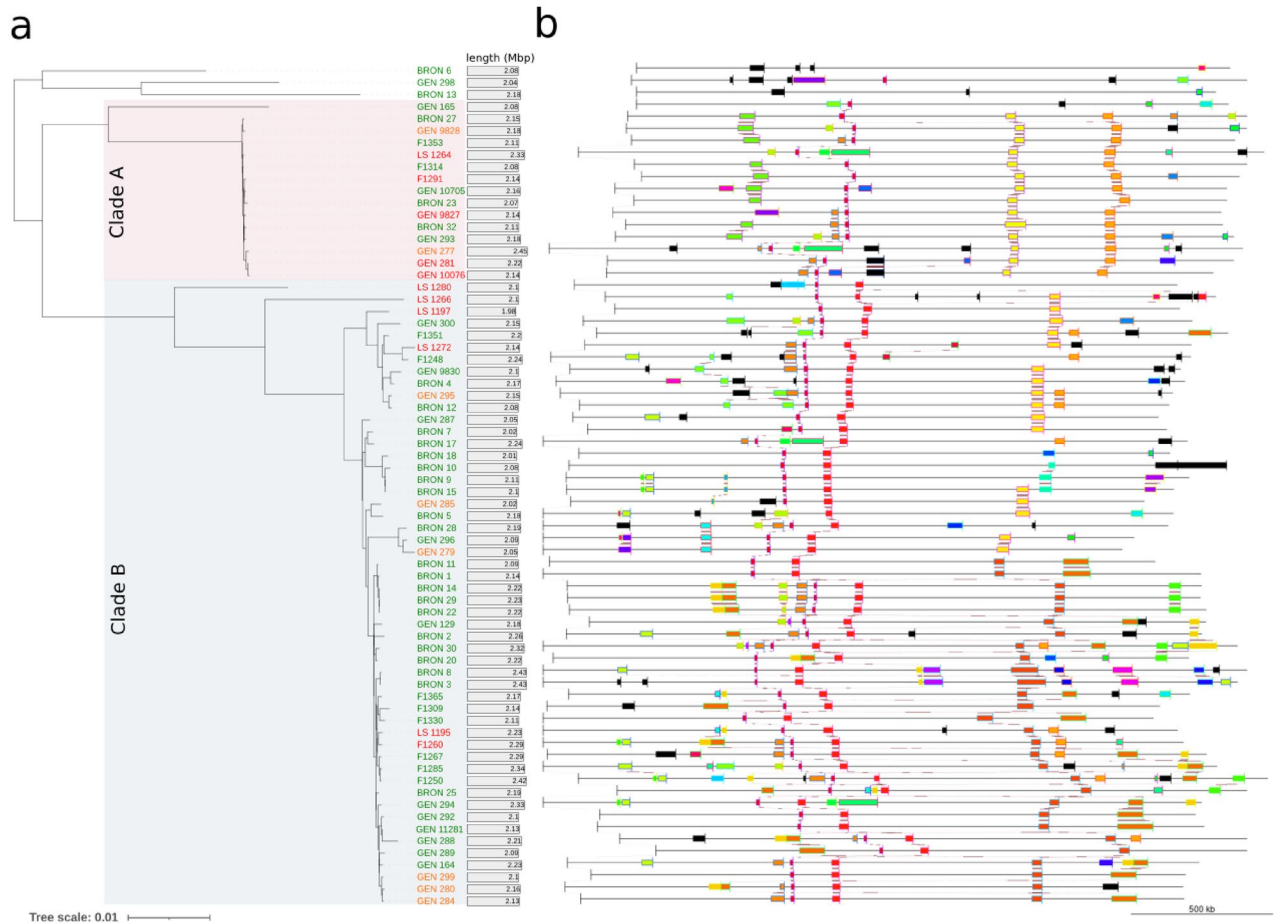 a
b
length (Mbp)
BRON 6 2.08
GEN 298 2.04
BRON 13 2.18
GEN 165 2.08
BRON 27 2.15
GEN 9828 2.18
F1353 2.11
LS 1264 2.33
F1314 2.08
F1291 2.14
GEN 10705 2.16
BRON 23 2.07
GEN 9827 2.14
BRON 32 2.11
GEN 293 2.18
GEN 277 2.45
GEN 281 2.22
GEN 10076 2.14
LS 1280 2.1
LS 1266 2.1
LS 1197 1.98
GEN 300 2.15
F1351 2.2
LS 1272 2.14
F1248 2.24
GEN 9830 2.1
BRON 4 2.17
GEN 295 2.15
BRON 12 2.08
GEN 287 2.05
BRON 7 2.02
BRON 17 2.24
BRON 18 2.01
BRON 10 2.08
BRON 9 2.11
BRON 15 2.1
GEN 285 2.02
BRON 5 2.18
BRON 28 2.19
GEN 296 2.09
GEN 279 2.05
BRON 11 2.09
BRON 1 2.14
BRON 14 2.22
BRON 29 2.23
BRON 22 2.22
GEN 129 2.18
BRON 2 2.26
BRON 30 2.32
BRON 20 2.22
BRON 8 2.43
BRON 3 2.43
F1365 2.17
F1309 2.14
F1330 2.11
LS 1195 2.23
F1260 2.29
F1267 2.29
F1285 2.34
F1250 2.42
BRON 25 2.19
GEN 294 2.33
GEN 292 2.1
GEN 11281 2.13
GEN 288 2.21
GEN 289 2.09
GEN 164 2.23
GEN 299 2.1
GEN 280 2.16
GEN 284 2.13
Clade A
Clade B
Tree scale: 0.01
500 kb